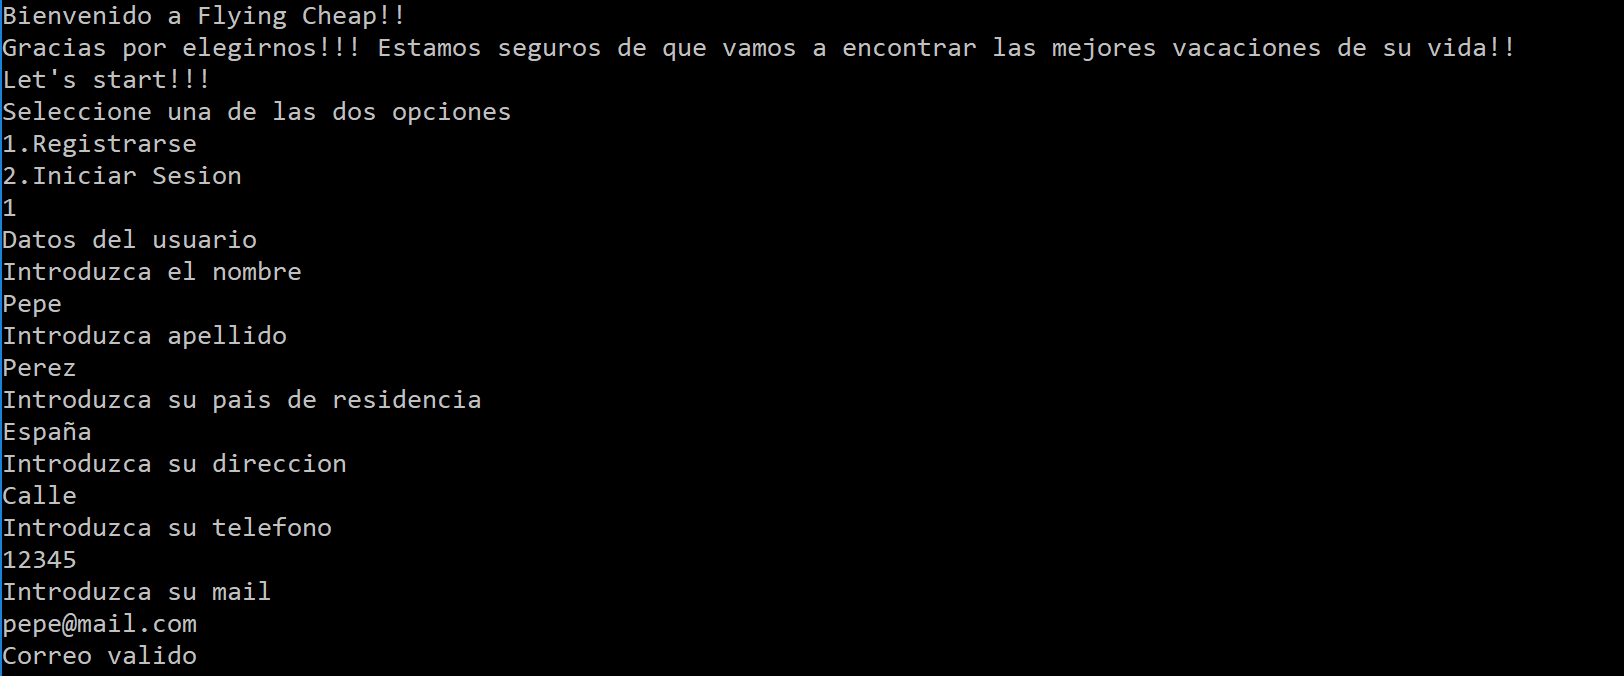 Bienvenido a Flying Cheap!!
Gracias por elegirnos!!! Estamos seguros de que vamos a encontrar las mejores vacaciones de su vida!!
Let's start!!!
Seleccione una de las dos opciones
1.Registrarse
2.Iniciar Sesion
1
Datos del usuario
Introduzca el nombre
Pepe
Introduzca apellido
Perez
Introduzca su pais de residencia
España
Introduzca su direccion
Calle
Introduzca su telefono
12345
Introduzca su mail
pepe@mail.com
Correo valido